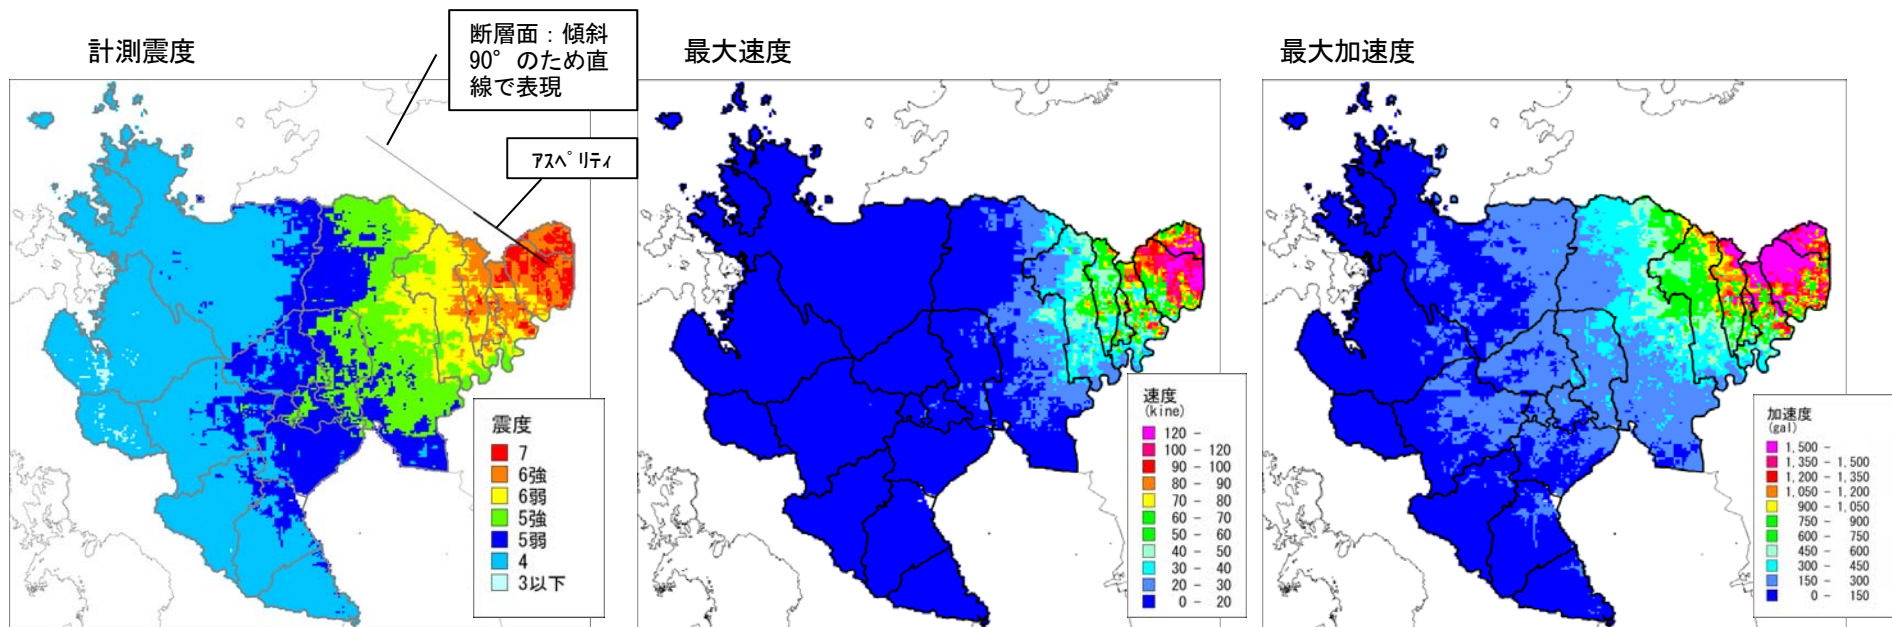 計測震度
断層面：傾斜
90°のため直
線で表現
アスペリティ
震度
7
6強
6弱
5強
5弱
4
3以下
最大速度
速度
(kine)
120 -
100 - 120
90 - 100
80 - 90
70 - 80
60 - 70
50 - 60
40 - 50
30 - 40
20 - 30
0 - 20
最大加速度
加速度
(gal)
1,500 -
1,350 - 1,500
1,200 - 1,350
1,050 - 1,200
900 - 1,050
750 - 900
600 - 750
450 - 600
300 - 450
150 - 300
0 - 150